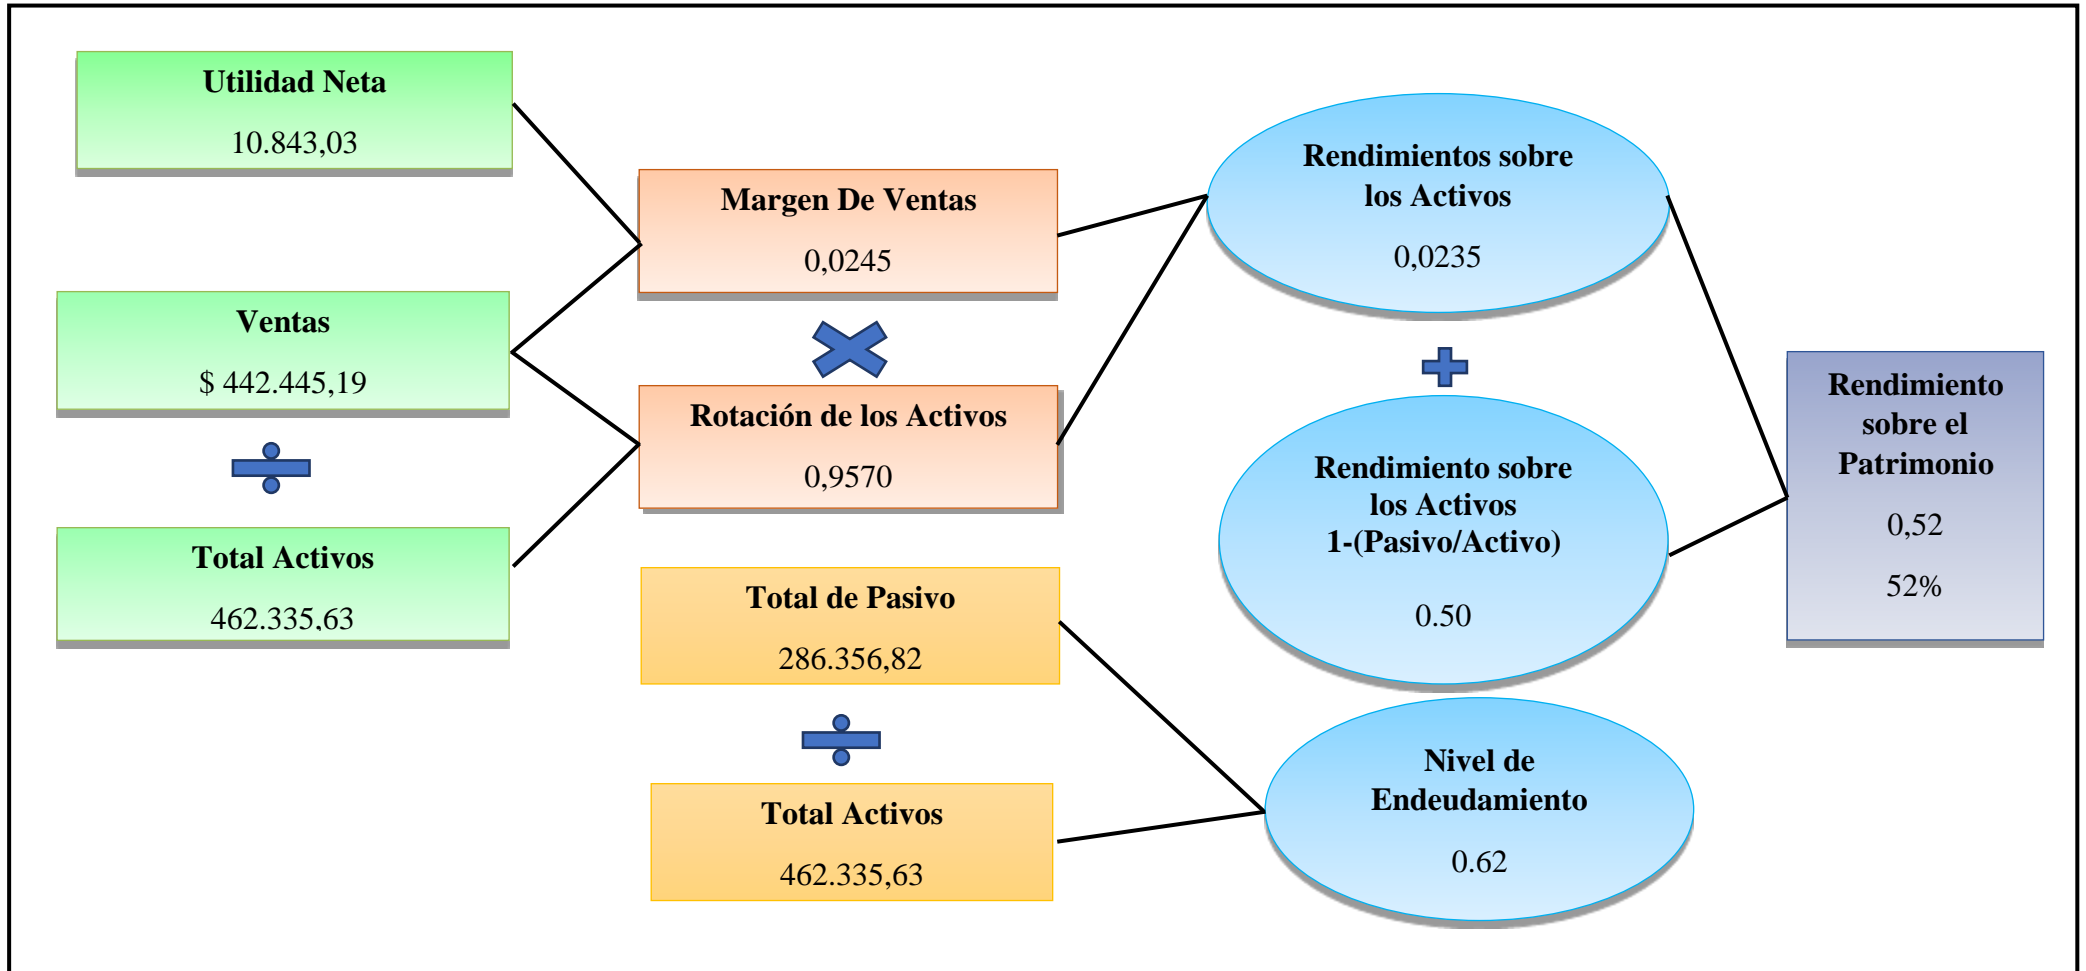 Utilidad Neta
10.843,03
Ventas
$ 442.445,19
Total Activos
462.335,63
Margen De Ventas
0,0245
Rotación de los Activos
0,9570
Total de Pasivo
286.356,82
Total Activos
462.335,63
Rendimientos sobre
los Activos
0,0235
Rendimiento sobre
los Activos
1-(Pasivo/Activo)
0.50
Nivel de
Endeudamiento
0.62
Rendimiento
sobre el
Patrimonio
0,52
52%